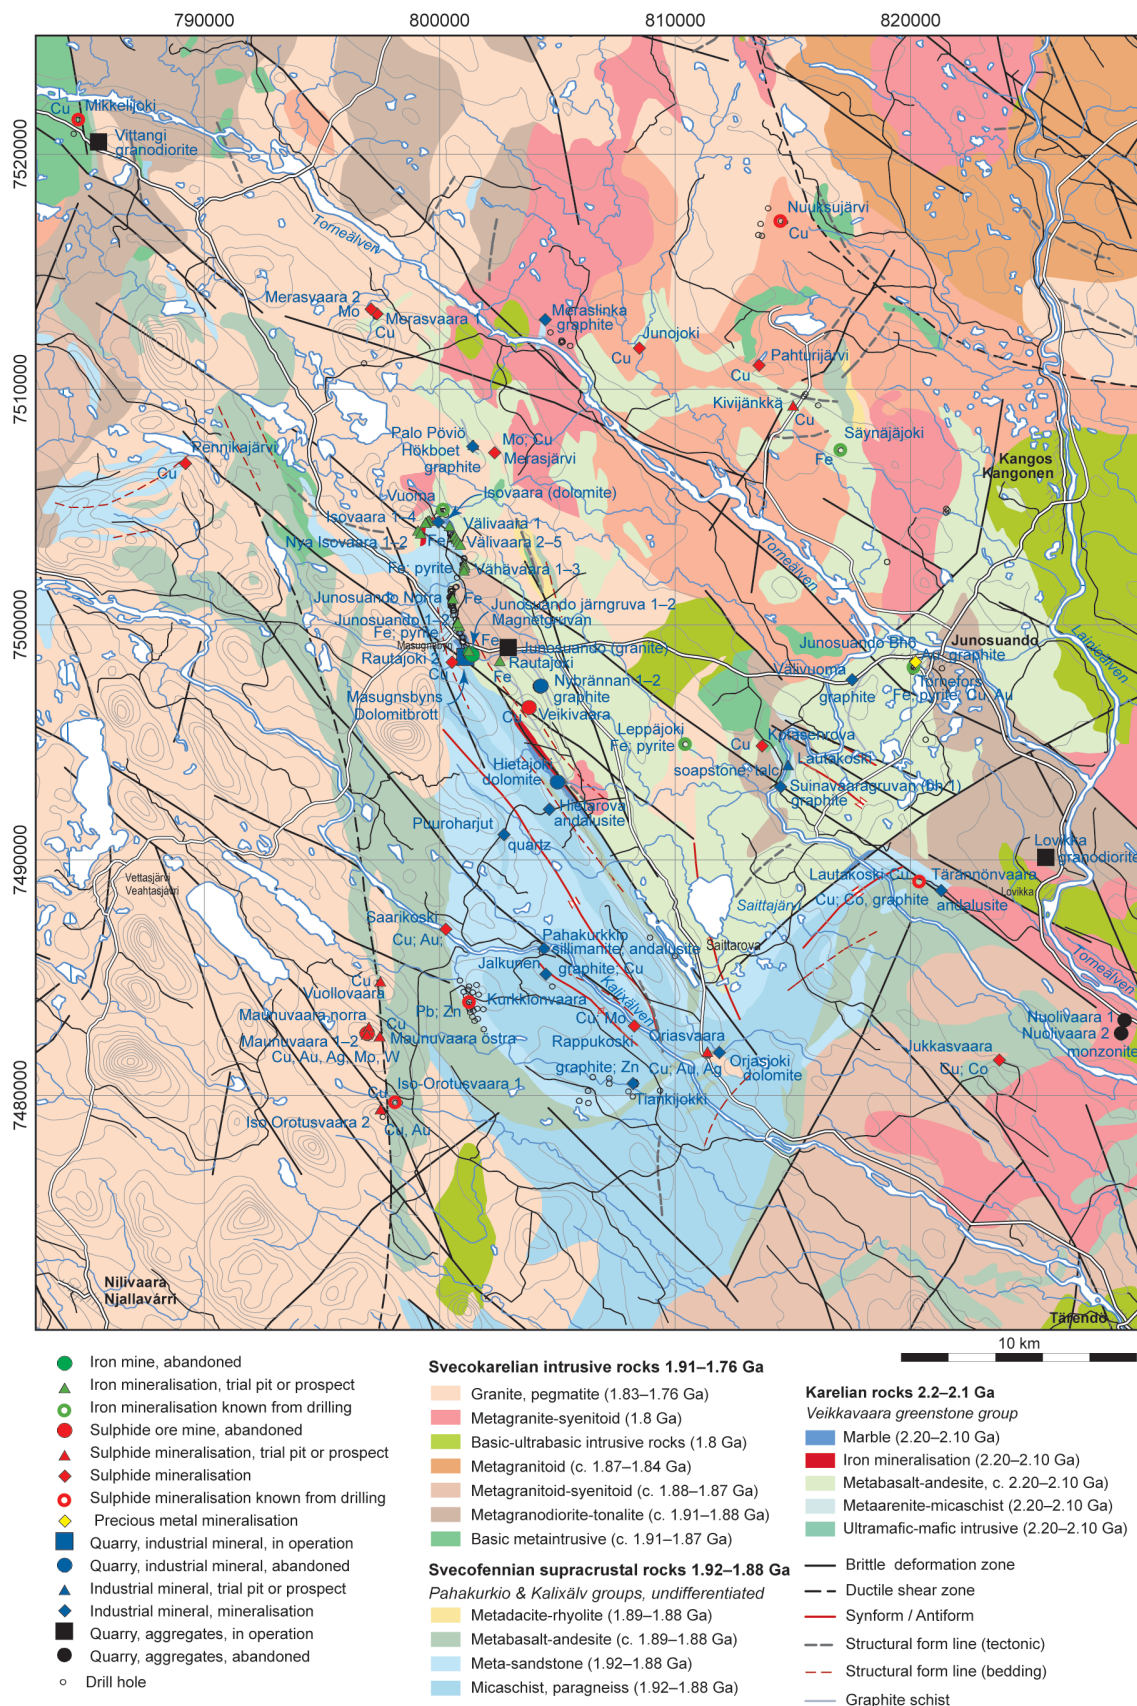 790000
800000
810000
820000
7520000
7510000
7500000
7490000
7480000
Cu
Mikkelijoki
Vittangi
granodiorite
Torneälven
Nuuksujärvi
Cu
Merasvaara 2
Mo
Merasvaara
Cu
Meraslinka
graphite
Junojoki
Cu
Pahturijärvi
Cu
Kivijänkkä
Cu
Säynäjäjoki
Fe
Kangos
Kangonen
Pennikajärvi
Cu
Palo Pöviö
Hökboet
graphite
Mo; Cu
Merasjärvi
Vuoma
Isovaara (dolomite)
Isovaara 1–4
Välivaara 1
Nya Isovaara 1–2
Fe
Välivaara 2–5
Fe; pyrite
Vähävaara 1–3
Torneälven
Junosuando Norra
Fe
Junosuando järngruva 1–2
Junosuando 1–2
Magnetgruvan
Fe; pyrite
Fe
Masugnsbyn
Junosuando (granite)
Rautajoki 2
Rautajoki
Cu
Fe
Nybrännan 1–2
graphite
Masugnsbyns
Dolomitbrott
Cu
Veikivaara
Junosuando Bh6
Junosuando
Ag; graphite
Välivuoma
graphite
Tornefors
Fe; pyrite, Cu, Au
Lainioälven
Leppäjoki
Fe; pyrite
Cu
Kotasenrova
Lautakoski
soapstone; talc
Suinavaaragruvan (bh 1)
graphite
Hietajoki
dolomite
Hietarova
andalusite
Puuroharjut
quartz
Lovikka
granodiorite
Lovikka
Vettasjärvi
Veahtasjávri
Lautakoski Cu
Cu; Co, graphite
Tärännönvaara
andalusite
Saittajärvi
Saittarova
Saarikoski
Cu; Au;
Pahakurkkio
sillimanite; andalusite
Jalkunen
graphite; Cu
Kalixälven
Torneälven
Cu
Vuollovaara
Kurkkionvaara
Pb; Zn
Maunuvaara norra
Cu
Maunuvaara 1–2
Maunuvaara östra
Cu, Au, Ag, Mo, W
Cu; Mo
Rappukoski
Oriasvaara
graphite; Zn
Cu; Au, Ag
Orjasjoki
dolomite
Tiankijokki
Nuolivaara 1
Nuolivaara 2
monzonite
Jukkasvaara
Cu; Co
Iso-Orotusvaara 1
Cu
Iso Orotusvaara 2
Cu, Au
Nilivaara
Njallavárri
Tärendö
10 km
Iron mine, abandoned
Iron mineralisation, trial pit or prospect
Iron mineralisation known from drilling
Sulphide ore mine, abandoned
Sulphide mineralisation, trial pit or prospect
Sulphide mineralisation
Sulphide mineralisation known from drilling
Precious metal mineralisation
Quarry, industrial mineral, in operation
Quarry, industrial mineral, abandoned
Industrial mineral, trial pit or prospect
Industrial mineral, mineralisation
Quarry, aggregates, in operation
Quarry, aggregates, abandoned
Drill hole
Svecokarelian intrusive rocks 1.91–1.76 Ga
Granite, pegmatite (1.83–1.76 Ga)
Metagranite-syenitoid (1.8 Ga)
Basic-ultrabasic intrusive rocks (1.8 Ga)
Metagranitoid (c. 1.87–1.84 Ga)
Metagranitoid-syenitoid (c. 1.88–1.87 Ga)
Metagranodiorite-tonalite (c. 1.91–1.88 Ga)
Basic metaintrusive (c. 1.91–1.87 Ga)
Svecofennian supracrustal rocks 1.92–1.88 Ga
Pahakurkio & Kalixälv groups, undifferentiated
Metadacite-rhyolite (1.89–1.88 Ga)
Metabasalt-andesite (c. 1.89–1.88 Ga)
Meta-sandstone (1.92–1.88 Ga)
Micaschist, paragneiss (1.92–1.88 Ga)
Karelian rocks 2.2–2.1 Ga
Veikkavaara greenstone group
Marble (2.20–2.10 Ga)
Iron mineralisation (2.20–2.10 Ga)
Metabasalt-andesite, c. 2.20–2.10 Ga)
Metaarenite-micaschist (2.20–2.10 Ga)
Ultramafic-mafic intrusive (2.20–2.10 Ga)
Brittle deformation zone
Ductile shear zone
Synform / Antiform
Structural form line (tectonic)
Structural form line (bedding)
Graphite schist